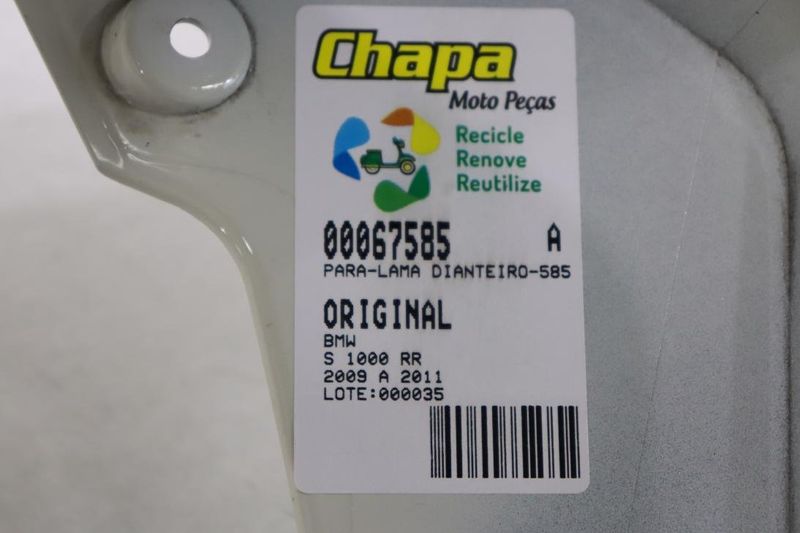 Chapa
Moto Peças
Recicle
Renove
Reutilize
00067585 A
PARA-LAMA DIANTEIRO-585
ORIGINAL
BMW
S 1000 RR
2009 A 2011
LOTE:000035